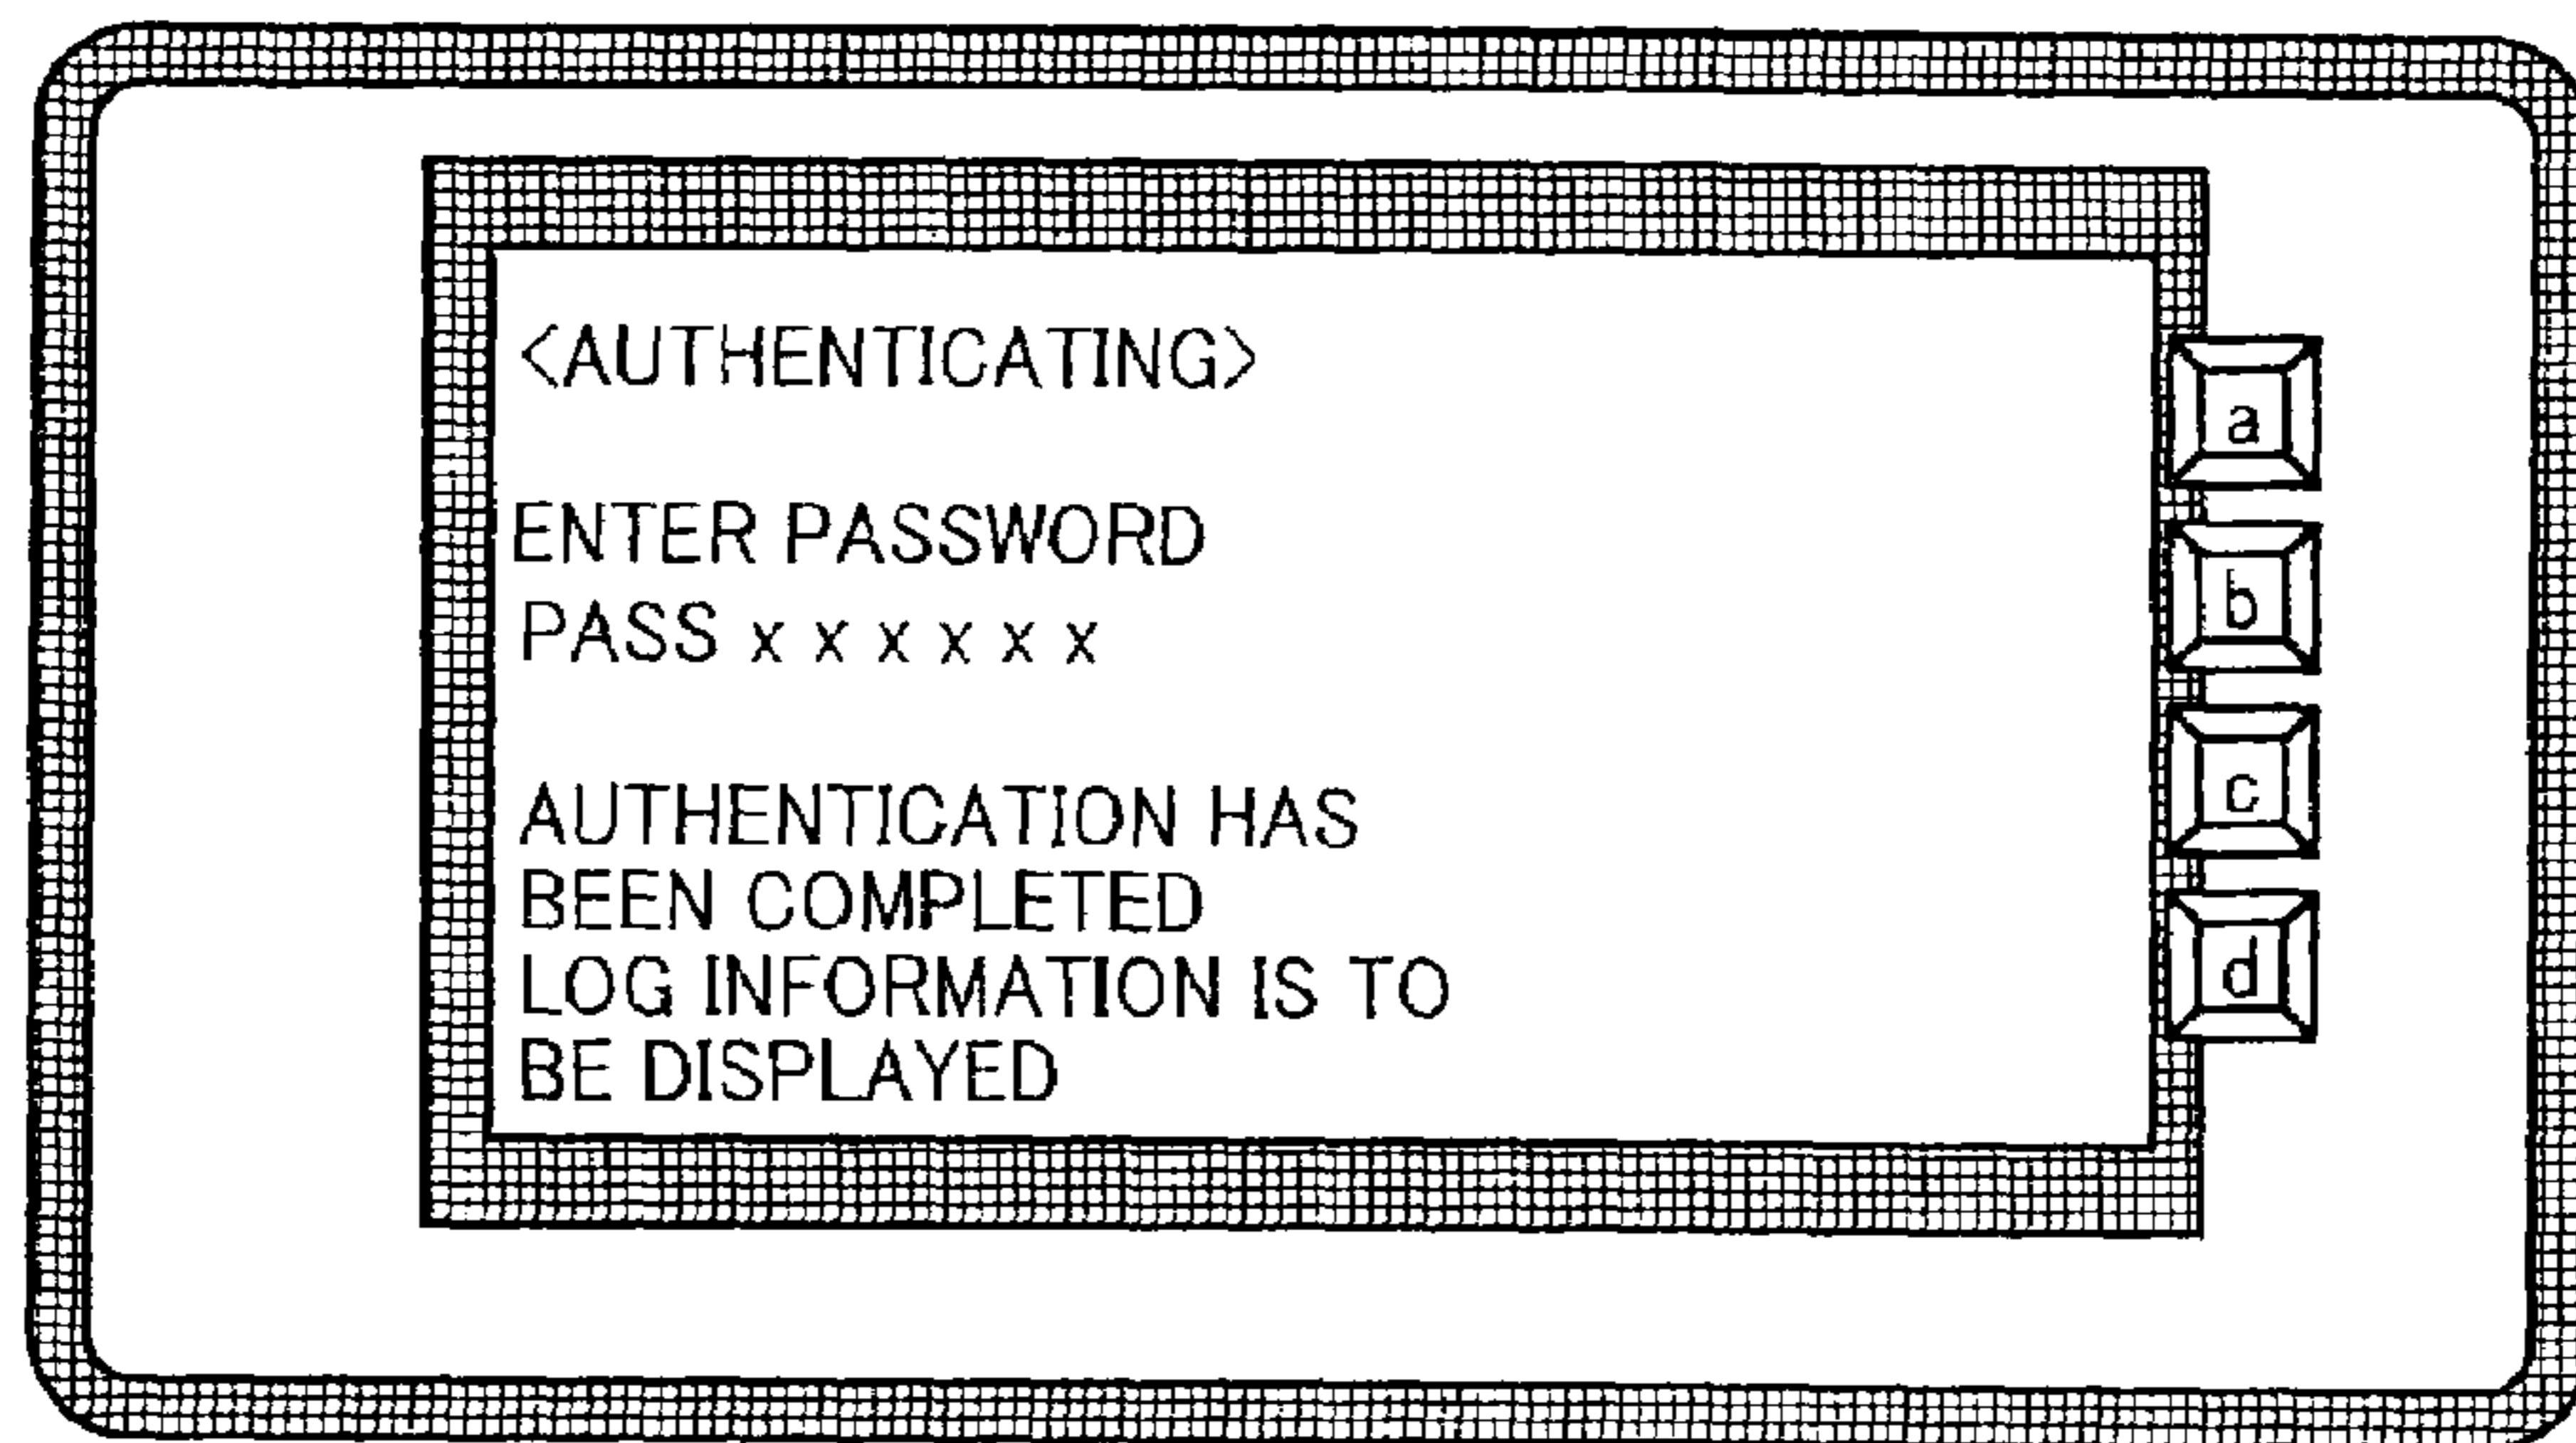 <AUTHENTICATING>
ENTER PASSWORD
PASS x x x x x x
AUTHENTICATION HAS
BEEN COMPLETED
LOG INFORMATION IS TO
BE DISPLAYED
a
b
c
d